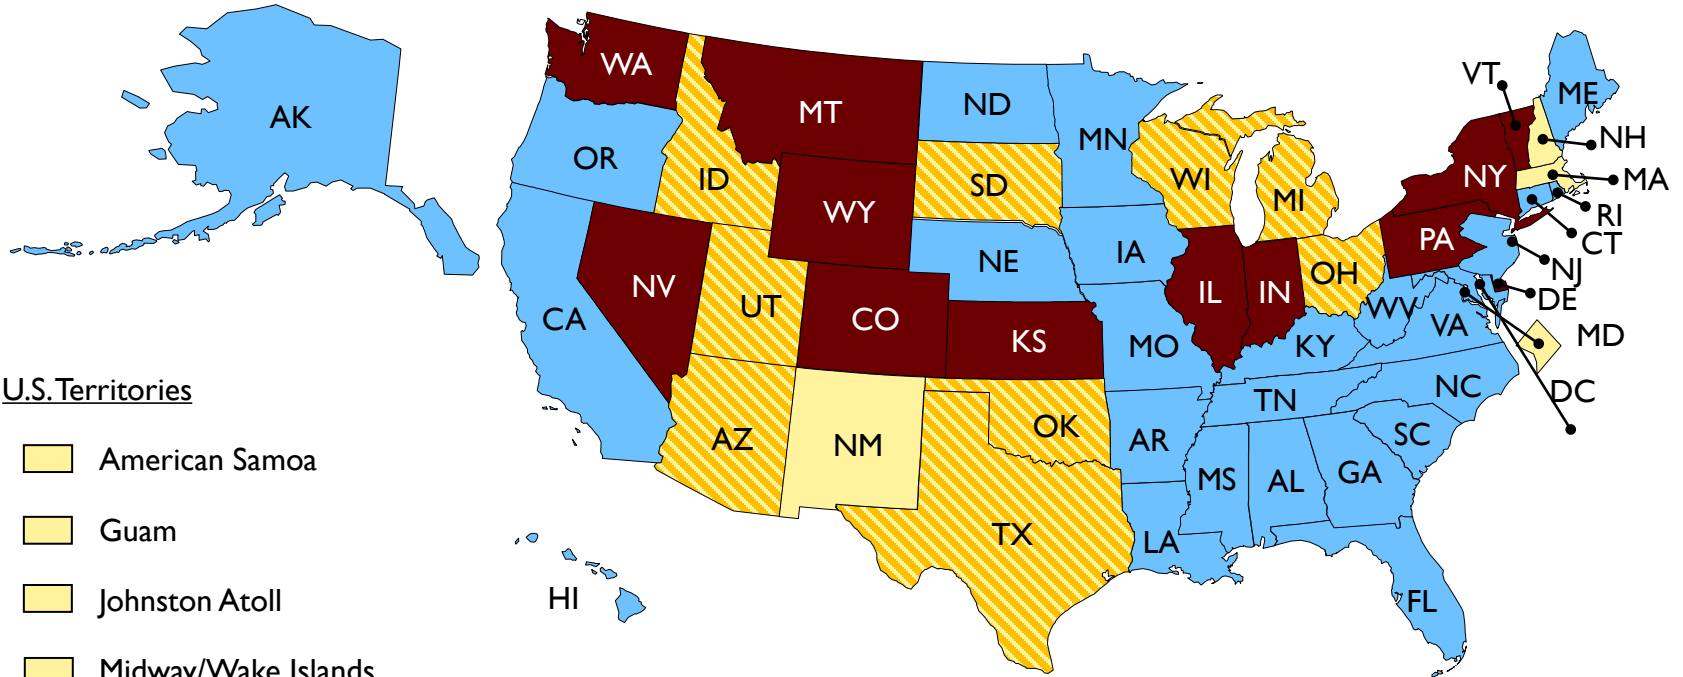 AK
WA
MT
ND
MN
VT
ME
NH
MA
RI
CT
NJ
DE
MD
DC
OR
ID
SD
WI
MI
NY
WY
PA
NE
IA
IL
IN
OH
NV
UT
CO
KS
MO
WV
VA
KY
CA
TN
NC
AZ
NM
OK
AR
SC
MS
AL
GA
TX
LA
FL
HI
U.S. Territories
American Samoa
Guam
Johnston Atoll
Midway/Wake Islands